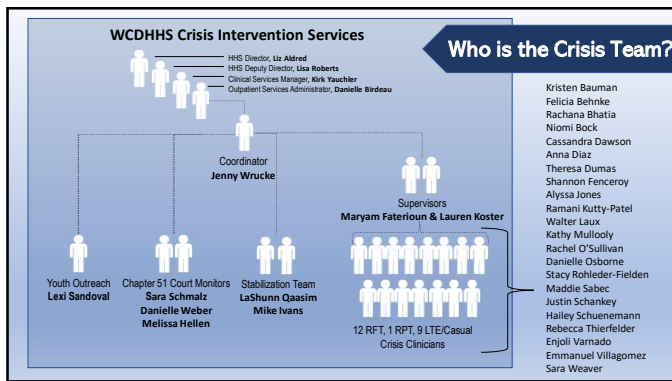 WCDHHS Crisis Intervention Services
Who is the Crisis Team?
HHS Director, Liz Aldred
HHS Deputy Director, Lisa Roberts
Clinical Services Manager, Kirk Yauchler
Outpatient Services Administrator, Danielle Birdeau
Coordinator
Jenny Wrucke
Supervisors
Maryam Faterioun & Lauren Koster
Youth Outreach
Lexi Sandoval
Chapter 51 Court Monitors
Sara Schmalz
Danielle Weber
Melissa Hellen
Stabilization Team
LaShunn Qaasim
Mike Ivans
12 RFT, 1 RPT, 9 LTE/Casual
Crisis Clinicians
Kristen Bauman
Felicia Behnke
Rachana Bhatia
Niomi Bock
Cassandra Dawson
Anna Diaz
Theresa Dumas
Shannon Fenceroy
Alyssa Jones
Ramani Kutty-Patel
Walter Laux
Kathy Mullooly
Rachel O'Sullivan
Danielle Osborne
Stacy Rohleder-Fielden
Maddie Sabec
Justin Schankey
Hailey Schuenemann
Rebecca Thierfelder
Enjoli Varnado
Emmanuel Villagomez
Sara Weaver